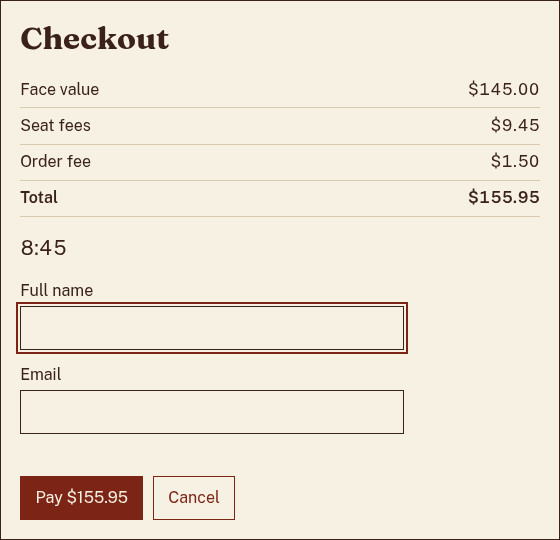 Checkout
Face value $145.00
Seat fees $9.45
Order fee $1.50
Total $155.95
8:45
Full name
Email
Pay $155.95 Cancel